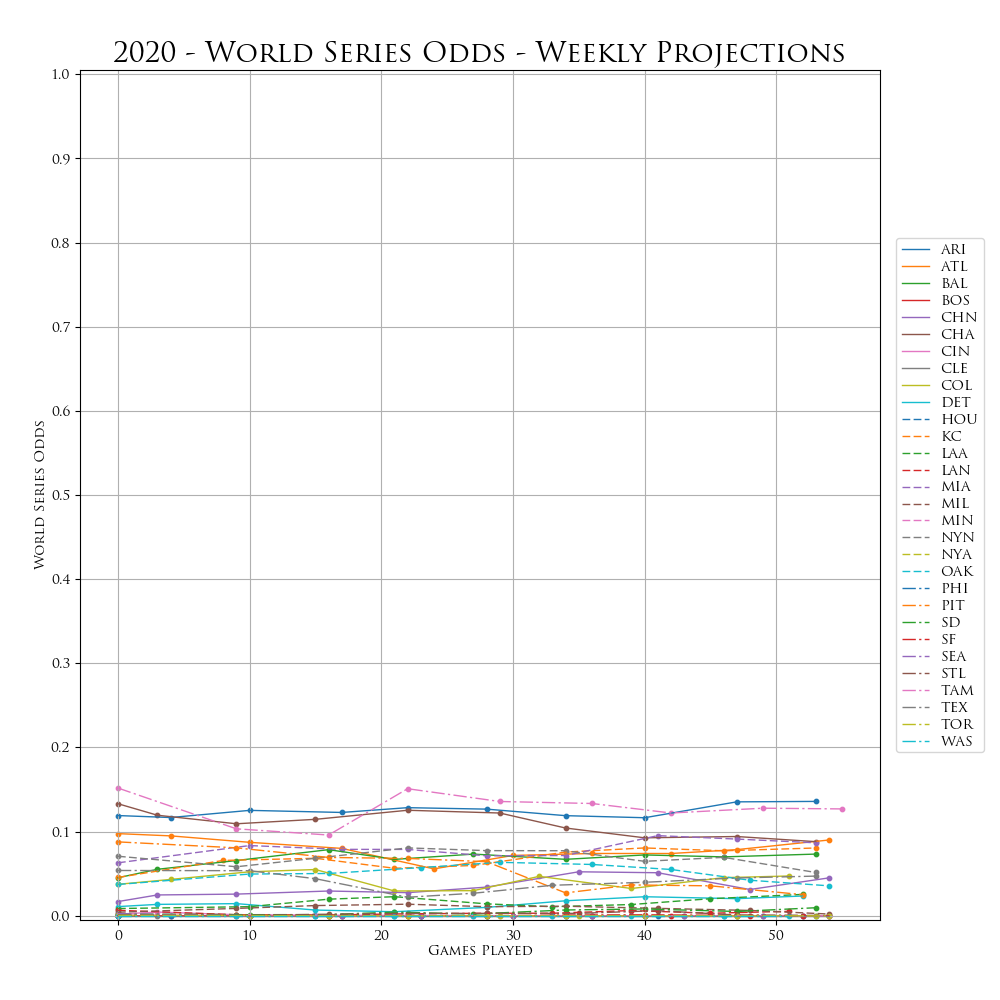 2020 - World Series Odds - Weekly Projections
1.0
0.9
0.8
0.7
0.6
0.5
0.4
0.3
0.2
0.1
0.0
World Series Odds
0 10 20 30 40 50
Games Played
ARI
ATL
BAL
BOS
CHN
CHA
CIN
CLE
COL
DET
HOU
KC
LAA
LAN
MIA
MIL
MIN
NYN
NYA
OAK
PHI
PIT
SD
SF
SEA
STL
TAM
TEX
TOR
WAS